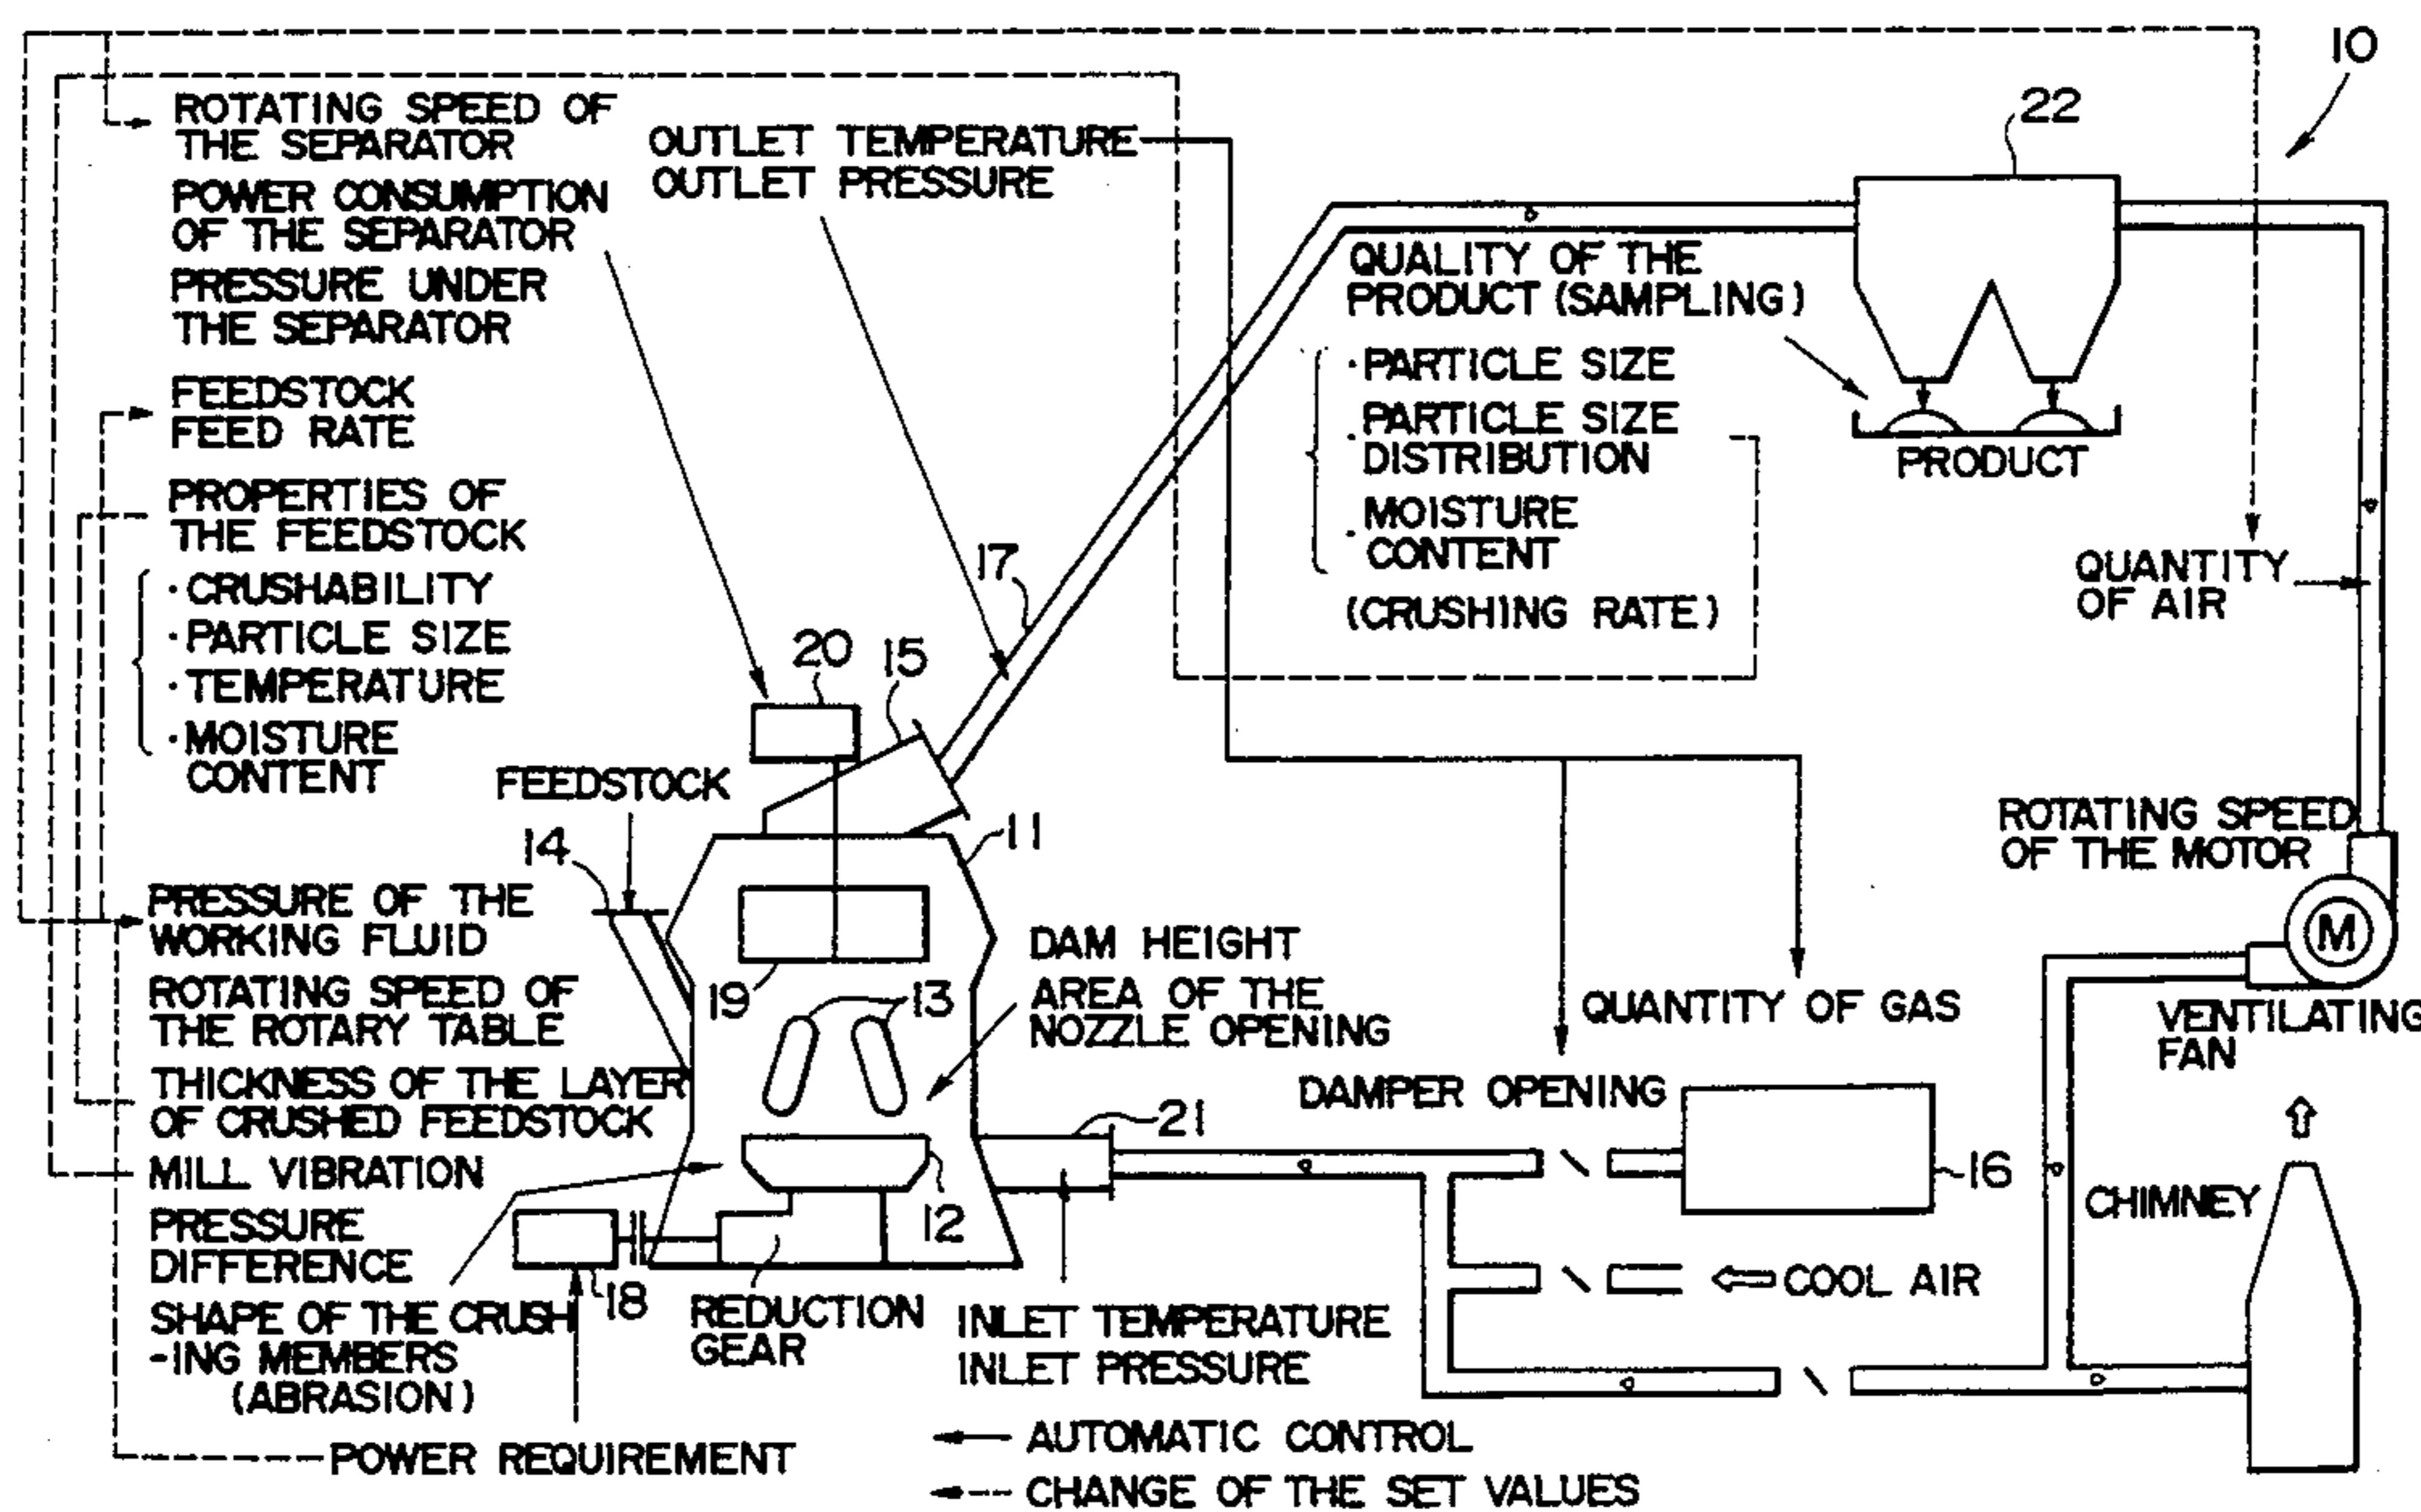 10
22
ROTATING SPEED OF
THE SEPARATOR
OUTLET TEMPERATURE
OUTLET PRESSURE
POWER CONSUMPTION
OF THE SEPARATOR
PRESSURE UNDER
THE SEPARATOR
QUALITY OF THE
PRODUCT (SAMPLING)
· PARTICLE SIZE
· PARTICLE SIZE
DISTRIBUTION
· MOISTURE
CONTENT
(CRUSHING RATE)
PRODUCT
FEEDSTOCK
FEED RATE
PROPERTIES OF
THE FEEDSTOCK
· CRUSHABILITY
· PARTICLE SIZE
· TEMPERATURE
· MOISTURE
CONTENT
17
QUANTITY
OF AIR
20
15
FEEDSTOCK
14
11
ROTATING SPEED
OF THE MOTOR
M
VENTILATING
FAN
PRESSURE OF THE
WORKING FLUID
ROTATING SPEED OF
THE ROTARY TABLE
THICKNESS OF THE LAYER
OF CRUSHED FEEDSTOCK
MILL VIBRATION
PRESSURE
DIFFERENCE
SHAPE OF THE CRUSH
-ING MEMBERS
(ABRASION)
POWER REQUIREMENT
19
13
DAM HEIGHT
AREA OF THE
NOZZLE OPENING
QUANTITY OF GAS
DAMPER OPENING
21
16
12
18
REDUCTION
GEAR
INLET TEMPERATURE
INLET PRESSURE
COOL AIR
CHIMNEY
AUTOMATIC CONTROL
CHANGE OF THE SET VALUES